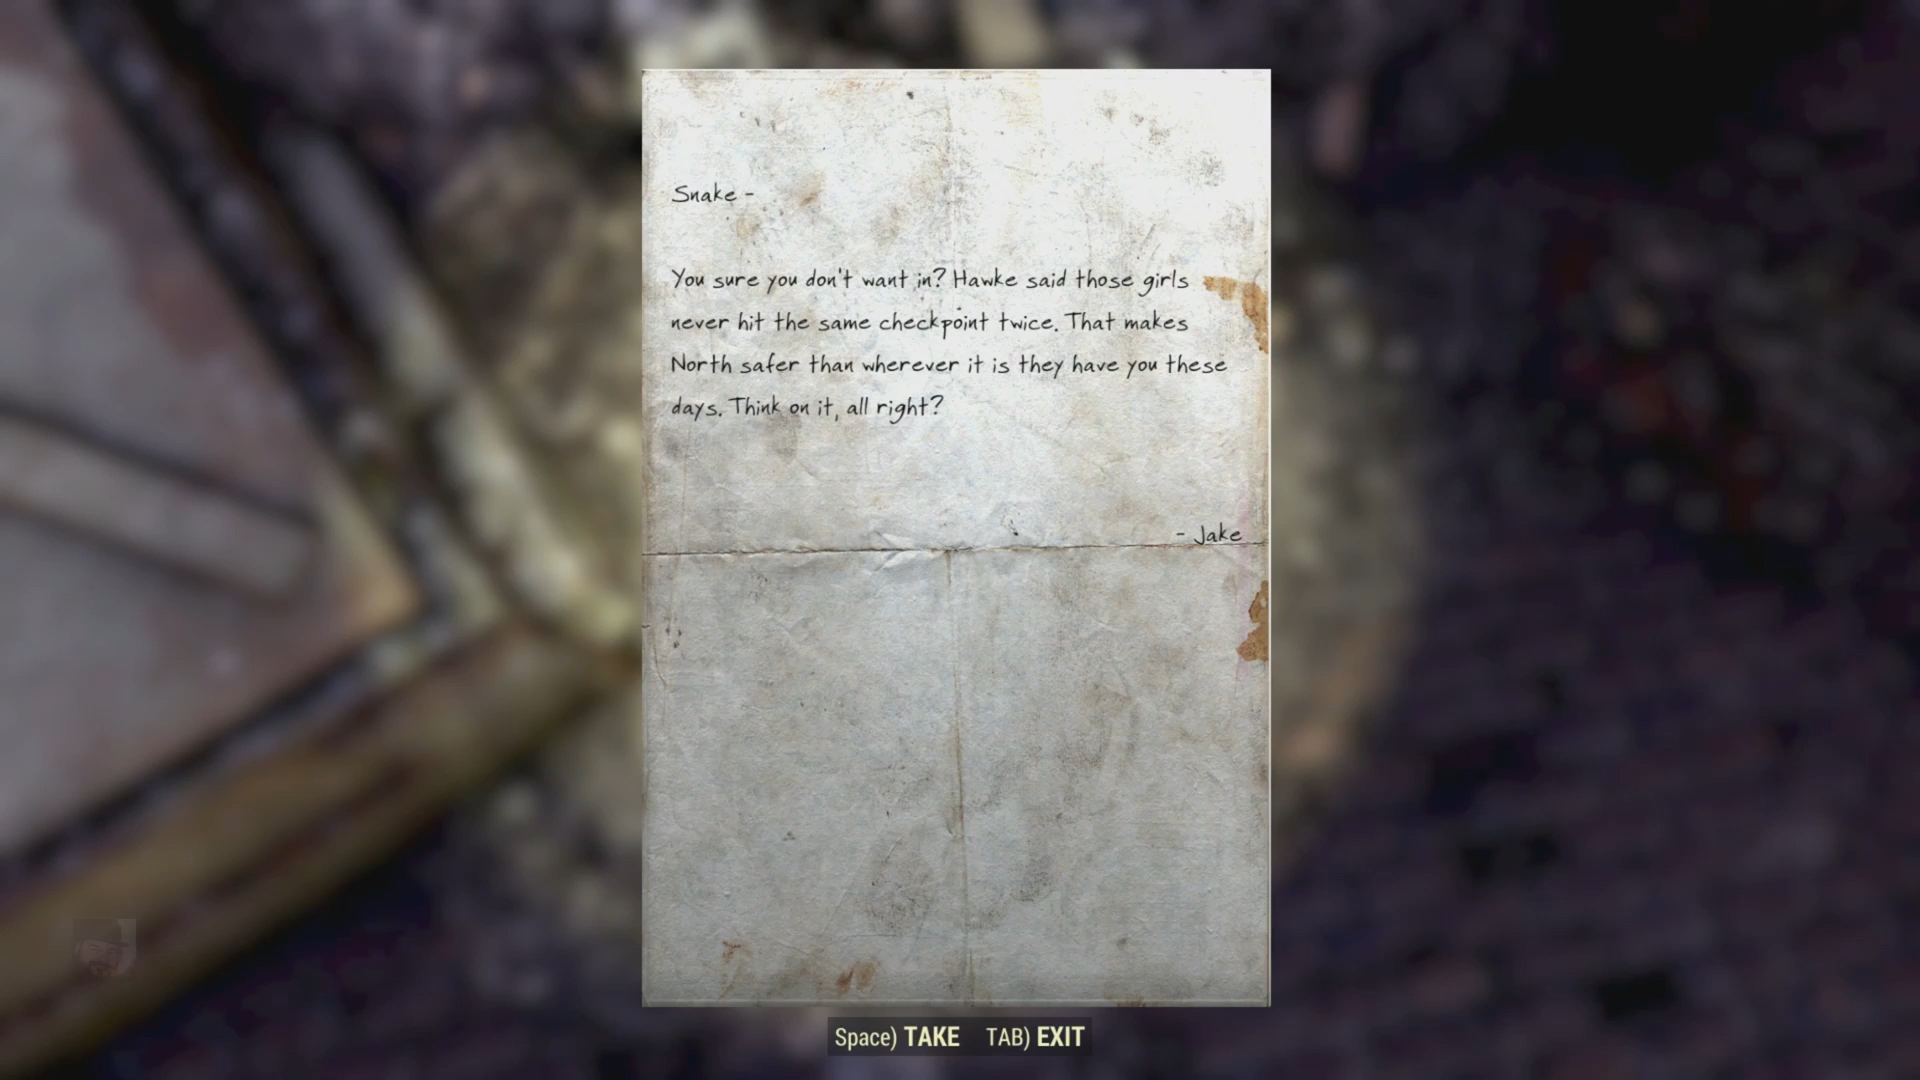 Snake -
You sure you don't want in? Hawke said those girls
never hit the same checkpoint twice. That makes
North safer than wherever it is they have you these
days. Think on it, all right?
- Jake
Space) TAKE TAB) EXIT